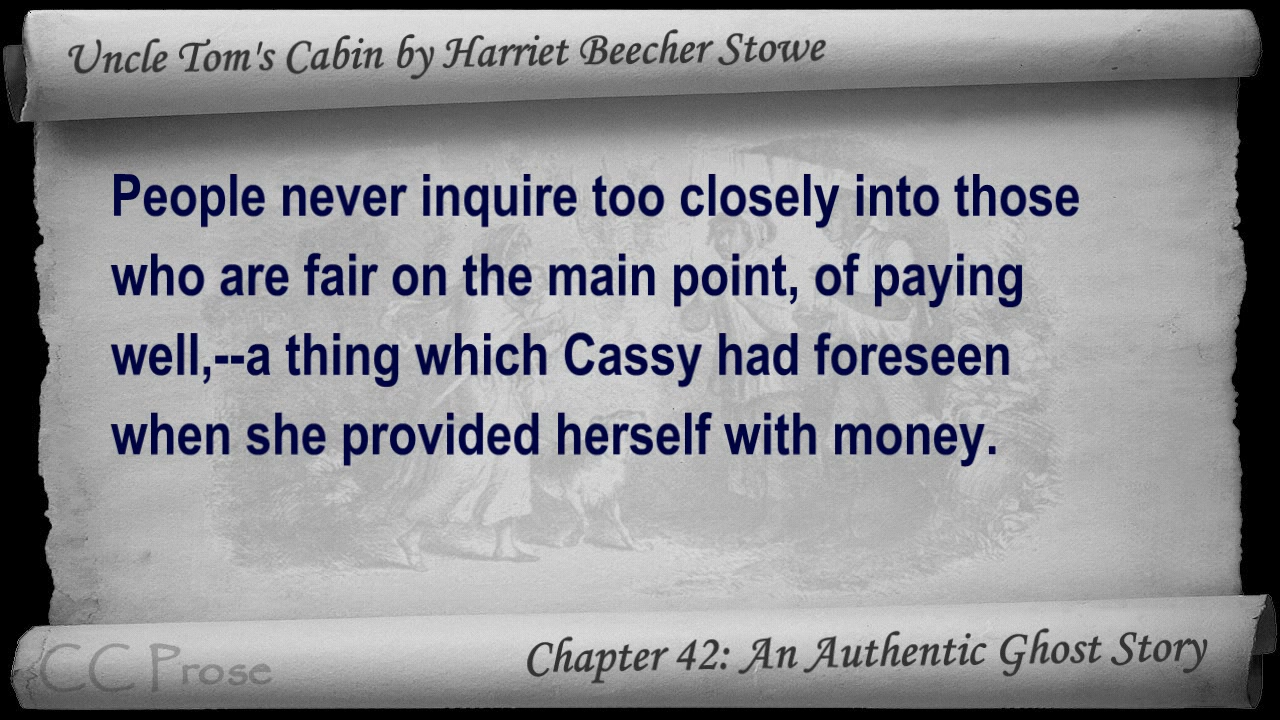 Uncle Tom's Cabin by Harriet Beecher Stowe
People never inquire too closely into those
who are fair on the main point, of paying
well,--a thing which Cassy had foreseen
when she provided herself with money.
CC Prose
Chapter 42: An Authentic Ghost Story